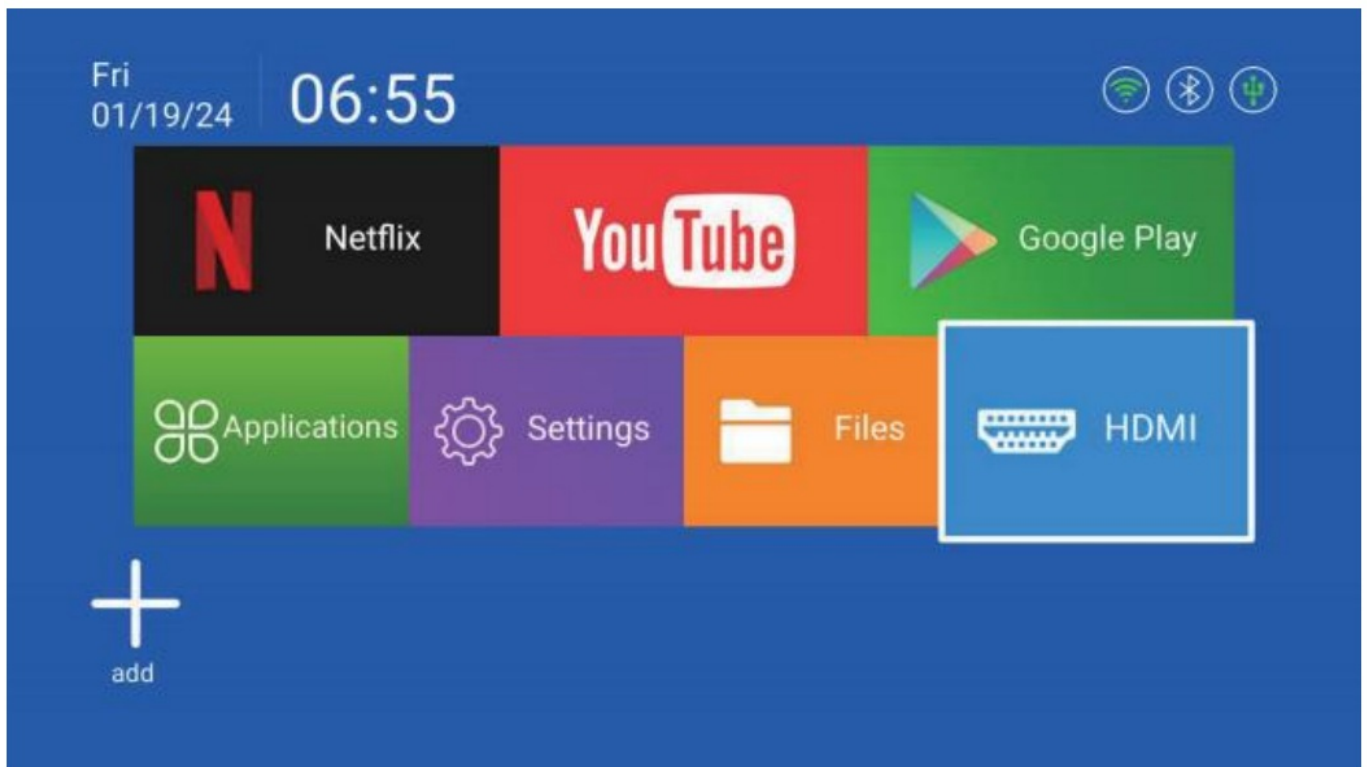 Fri
01/19/24
06:55
N
Netflix
YouTube
Google Play
Applications
Settings
Files
HDMI
add